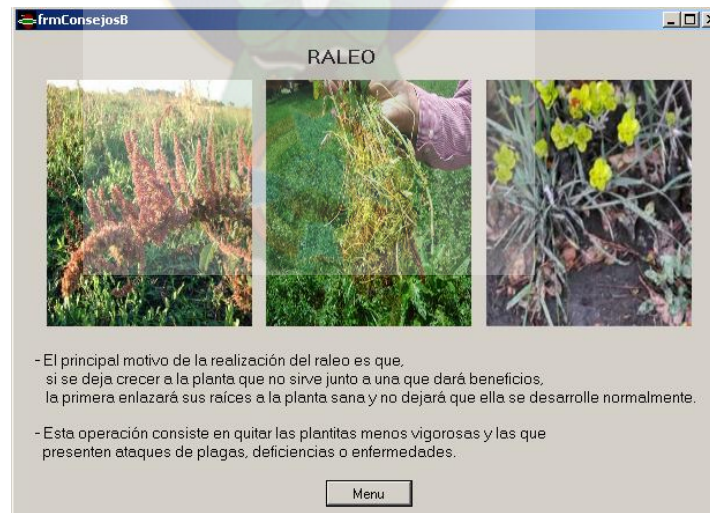 frmConsejosB
RALEO
- El principal motivo de la realización del raleo es que,
si se deja crecer a la planta que no sirve junto a una que dará beneficios,
la primera enlazará sus raíces a la planta sana y no dejará que ella se desarrolle normalmente.
- Esta operación consiste en quitar las plantitas menos vigorosas y las que
presenten ataques de plagas, deficiencias o enfermedades.
Menu